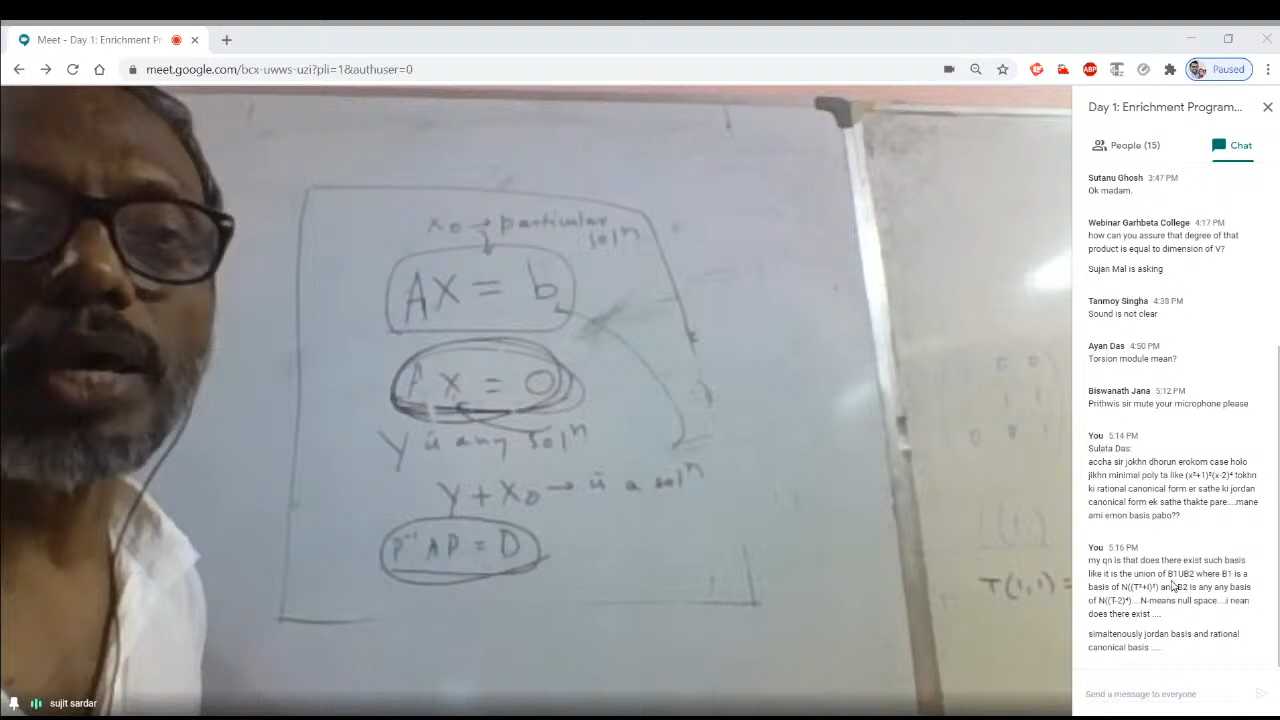 Meet - Day 1: Enrichment Pr
meet.google.com/bcx-uwws-uzi?pli=1&authuser=0
ABP
Paused
x₀ → particular
solⁿ
AX = b
X = 0
Y is any solⁿ
Y + X₀ → is a solⁿ
P⁻¹AP = D
T(1,1) =
sujit sardar
Day 1: Enrichment Program...
People (15)
Chat
Sutanu Ghosh 3:47 PM
Ok madam.
Webinar Garhbeta College 4:17 PM
how can you assure that degree of that
product is equal to dimension of V?
Sujan Mal is asking
Tanmoy Singha 4:38 PM
Sound is not clear
Ayan Das 4:50 PM
Torsion module mean?
Biswanath Jana 5:12 PM
Prithwis sir mute your microphone please
You 5:14 PM
Sulata Das:
accha sir jokhn dhorun erokom case holo
jikhn minimal poly ta like (x²+1)²(x-2)⁴ tokhn
ki rational canonical form er sathe ki jordan
canonical form ek sathe thakte pare....mane
ami emon basis pabo??
You 5:16 PM
my qn is that does there exist such basis
like it is the union of B1UB2 where B1 is a
basis of N((T²+I)²) and B2 is any any basis
of N((T-2)⁴)....N-means null space....i nean
does there exist ....
simaltenously jordan basis and rational
canonical basis .....
Send a message to everyone